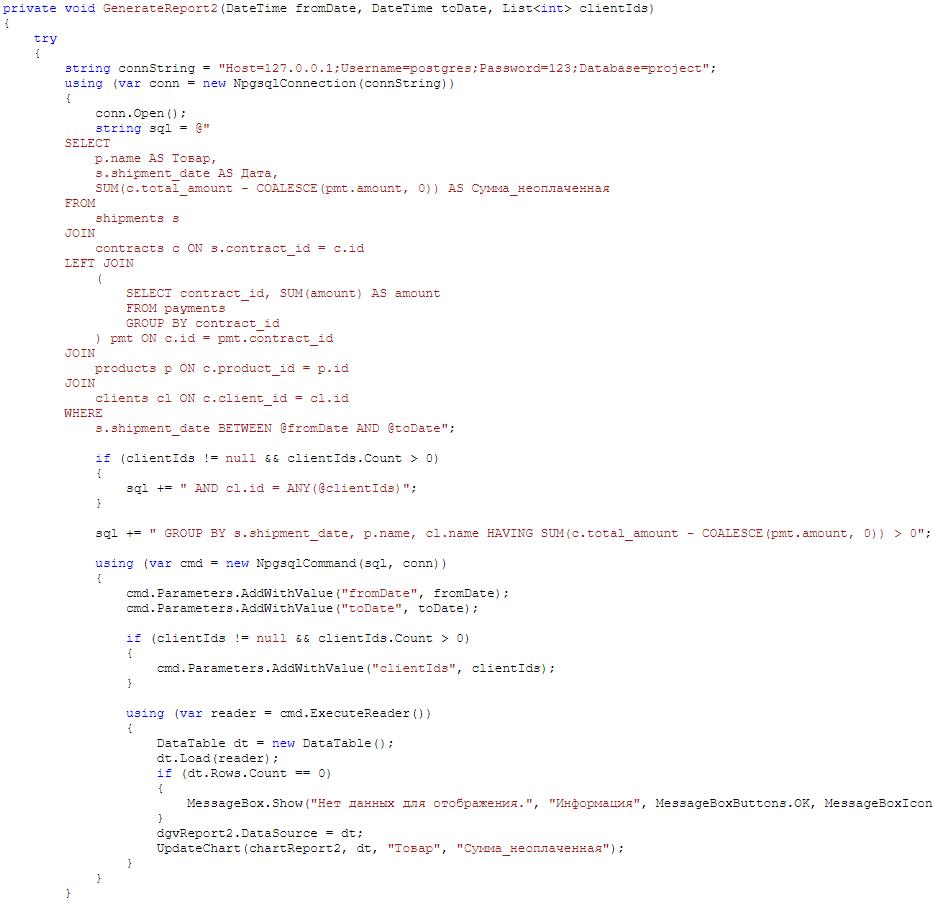 private void GenerateReport2(DateTime fromDate, DateTime toDate, List<int> clientIds)
{
    try
    {
        string connString = "Host=127.0.0.1;Username=postgres;Password=123;Database=project";
        using (var conn = new NpgsqlConnection(connString))
        {
            conn.Open();
            string sql = @"
        SELECT
            p.name AS Товар,
            s.shipment_date AS Дата,
            SUM(c.total_amount - COALESCE(pmt.amount, 0)) AS Сумма_неоплаченная
        FROM
            shipments s
        JOIN
            contracts c ON s.contract_id = c.id
        LEFT JOIN
            (
                SELECT contract_id, SUM(amount) AS amount
                FROM payments
                GROUP BY contract_id
            ) pmt ON c.id = pmt.contract_id
        JOIN
            products p ON c.product_id = p.id
        JOIN
            clients cl ON c.client_id = cl.id
        WHERE
            s.shipment_date BETWEEN @fromDate AND @toDate";

            if (clientIds != null && clientIds.Count > 0)
            {
                sql += " AND cl.id = ANY(@clientIds)";
            }

            sql += " GROUP BY s.shipment_date, p.name, cl.name HAVING SUM(c.total_amount - COALESCE(pmt.amount, 0)) > 0";

            using (var cmd = new NpgsqlCommand(sql, conn))
            {
                cmd.Parameters.AddWithValue("fromDate", fromDate);
                cmd.Parameters.AddWithValue("toDate", toDate);

                if (clientIds != null && clientIds.Count > 0)
                {
                    cmd.Parameters.AddWithValue("clientIds", clientIds);
                }

                using (var reader = cmd.ExecuteReader())
                {
                    DataTable dt = new DataTable();
                    dt.Load(reader);
                    if (dt.Rows.Count == 0)
                    {
                        MessageBox.Show("Нет данных для отображения.", "Информация", MessageBoxButtons.OK, MessageBoxIcon
                    }
                    dgvReport2.DataSource = dt;
                    UpdateChart(chartReport2, dt, "Товар", "Сумма_неоплаченная");
                }
            }
        }